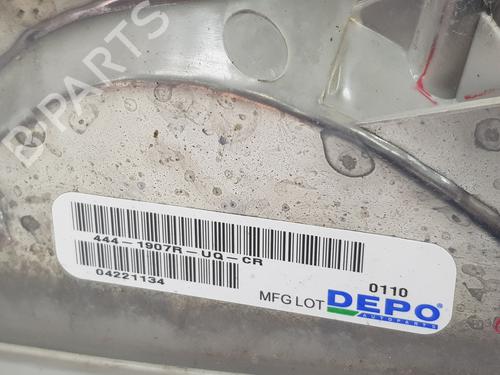 B-PARTS
444-1907R-UQ-CR
04221134
0110
MFG LOT DEPO®
AUTOPARTS